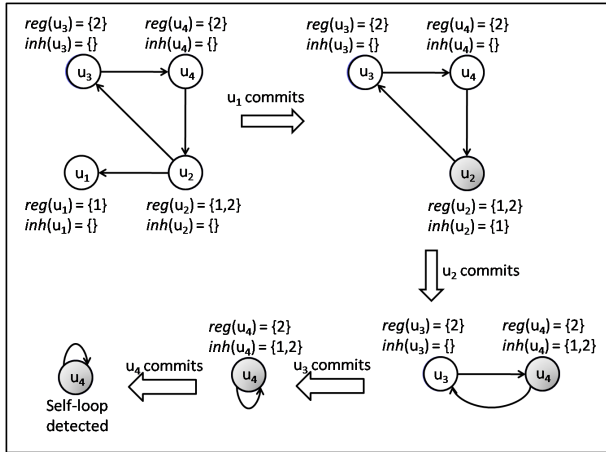 reg(u₃) = {2} reg(u₄) = {2}
inh(u₃) = {} inh(u₄) = {}
u₃ u₄
u₁ u₂
reg(u₁) = {1} reg(u₂) = {1,2}
inh(u₁) = {} inh(u₂) = {}
u₁ commits
reg(u₃) = {2} reg(u₄) = {2}
inh(u₃) = {} inh(u₄) = {}
u₃ u₄
u₂
reg(u₂) = {1,2}
inh(u₂) = {1}
u₂ commits
reg(u₃) = {2} reg(u₄) = {2}
inh(u₃) = {} inh(u₄) = {1,2}
u₃ u₄
u₃ commits
reg(u₄) = {2}
inh(u₄) = {1,2}
u₄
u₄ commits
u₄
Self-loop
detected